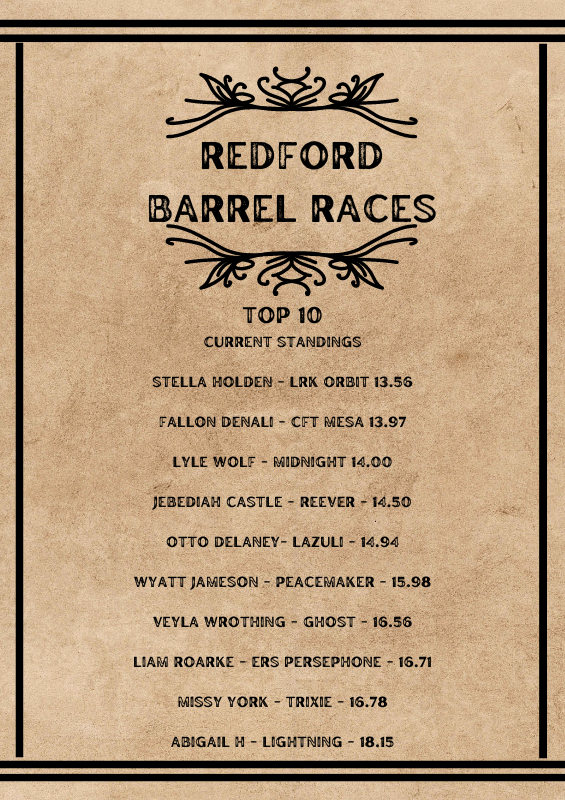 REDFORD
BARREL RACES
TOP 10
CURRENT STANDINGS
STELLA HOLDEN - LRK ORBIT 13.56
FALLON DENALI - CFT MESA 13.97
LYLE WOLF - MIDNIGHT 14.00
JEBEDIAH CASTLE - REEVER - 14.50
OTTO DELANEY- LAZULI - 14.94
WYATT JAMESON - PEACEMAKER - 15.98
VEYLA WROTHING - GHOST - 16.56
LIAM ROARKE - ERS PERSEPHONE - 16.71
MISSY YORK - TRIXIE - 16.78
ABIGAIL H - LIGHTNING - 18.15